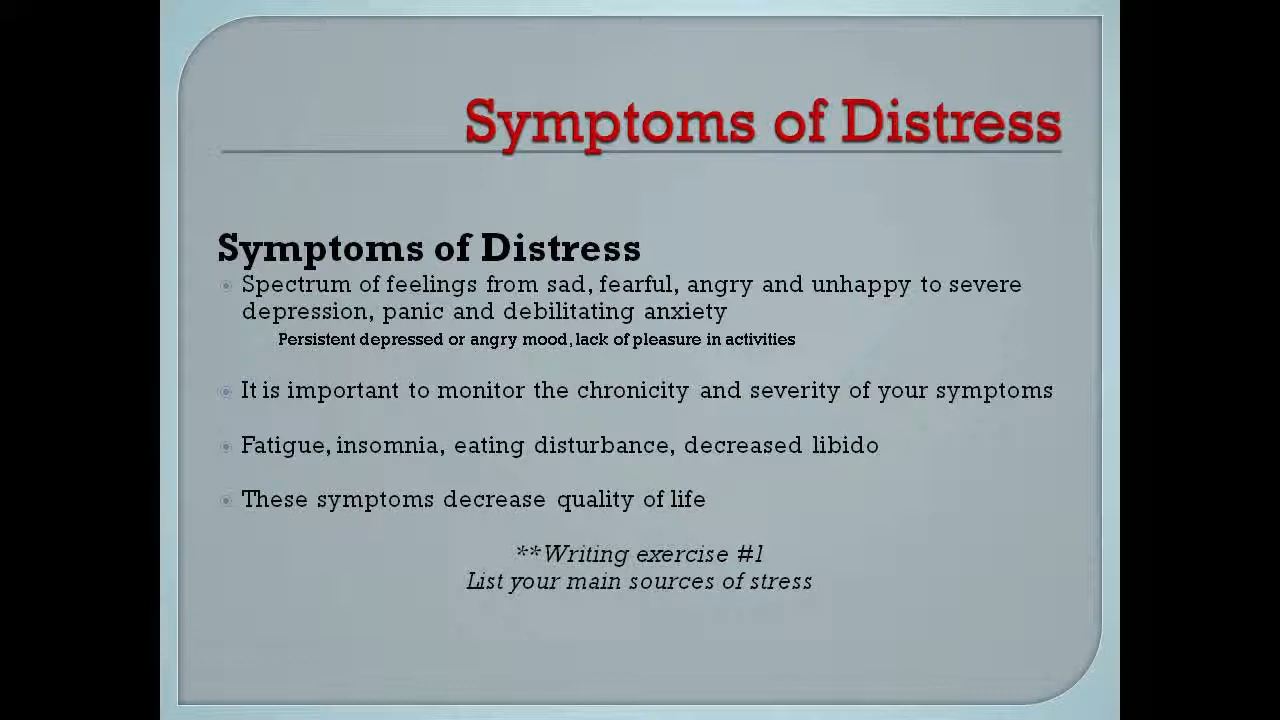 Symptoms of Distress
Symptoms of Distress
Spectrum of feelings from sad, fearful, angry and unhappy to severe
depression, panic and debilitating anxiety
Persistent depressed or angry mood, lack of pleasure in activities
It is important to monitor the chronicity and severity of your symptoms
Fatigue, insomnia, eating disturbance, decreased libido
These symptoms decrease quality of life
**Writing exercise #1
List your main sources of stress